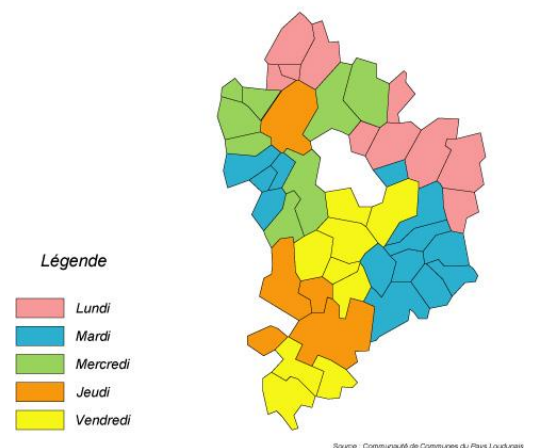 Légende
Lundi
Mardi
Mercredi
Jeudi
Vendredi
Source : Communauté de Communes du Pays Loudunais